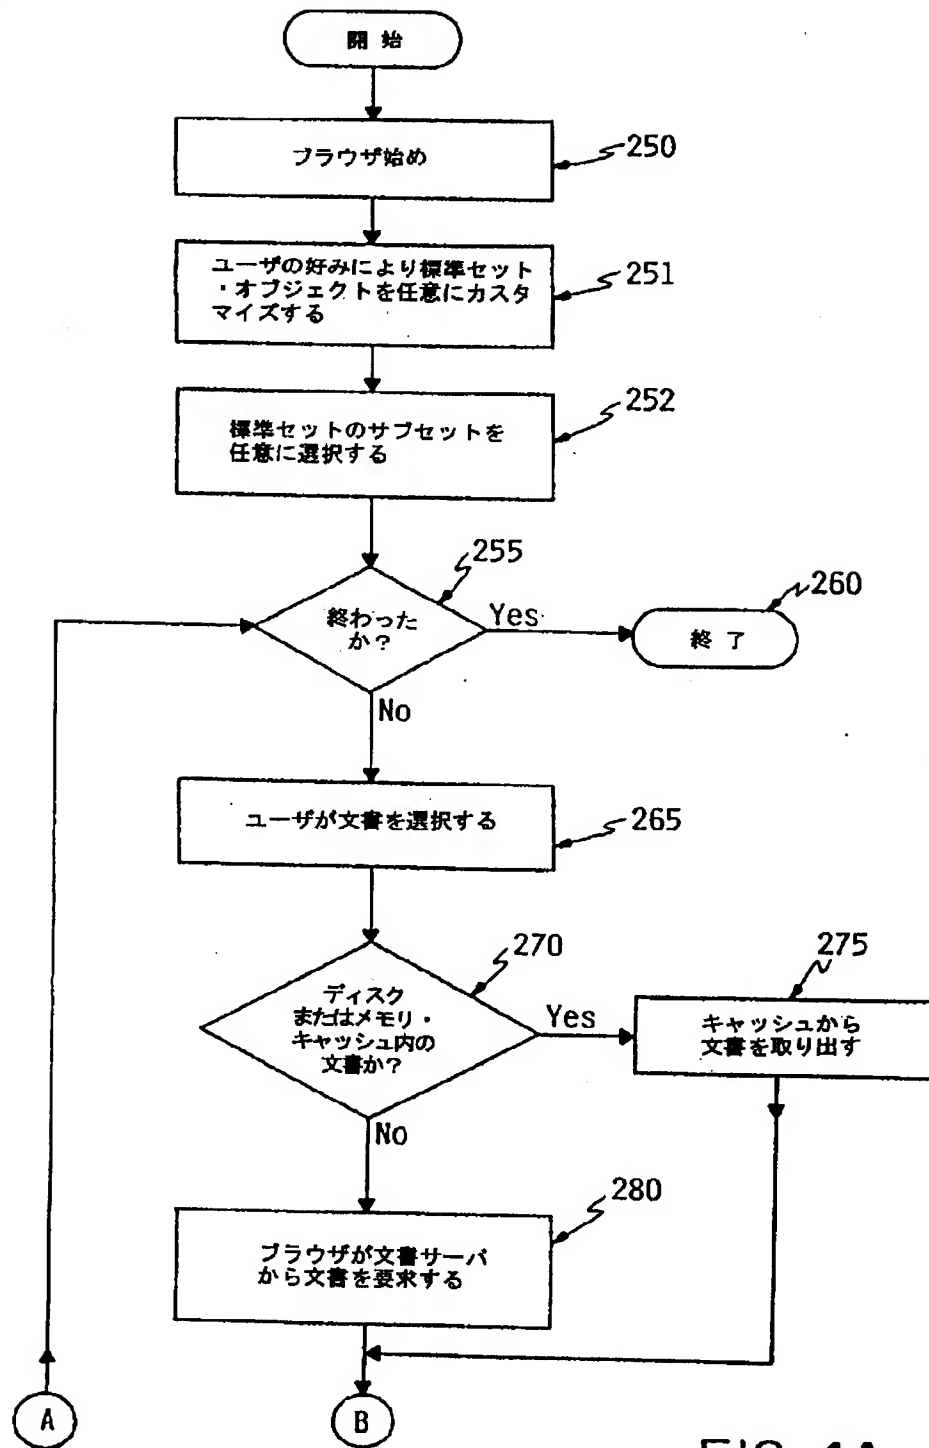 開 始
ブラウザ始め
250
ユーザの好みにより標準セット
・オブジェクトを任意にカスタ
マイズする
251
標準セットのサブセットを
任意に選択する
252
255
終わった
か?
Yes
260
終 了
No
ユーザが文書を選択する
265
270
ディスク
またはメモリ・
キャッシュ内の
文書か?
Yes
275
キャッシュから
文書を取り出す
No
280
ブラウザが文書サーバ
から文書を要求する
A
B